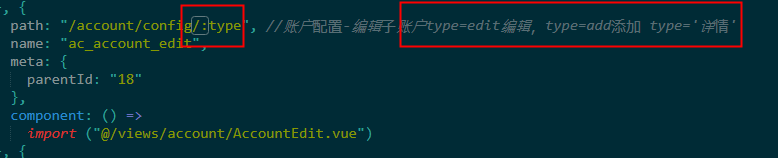 }, {
path: "/account/config/:type", //账户配置-编辑子账户type=edit编辑，type=add添加 type='详情'
name: "ac_account_edit",
meta: {
parentId: "18"
},
component: () =>
import ("@/views/account/AccountEdit.vue")
}, {